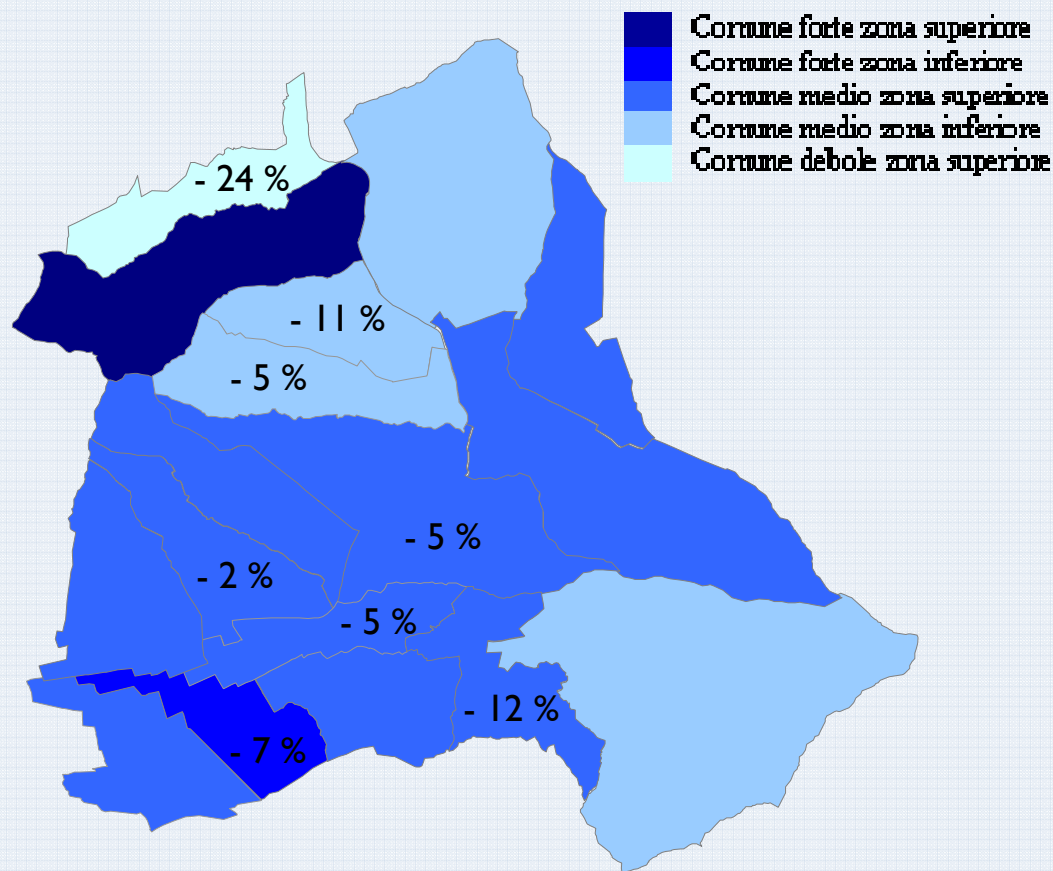 Comune forte zona superiore
Comune forte zona inferiore
Comune medio zona superiore
Comune medio zona inferiore
Comune debole zona superiore
- 24 %
- 11 %
- 5 %
- 5 %
- 2 %
- 5 %
- 12 %
- 7 %